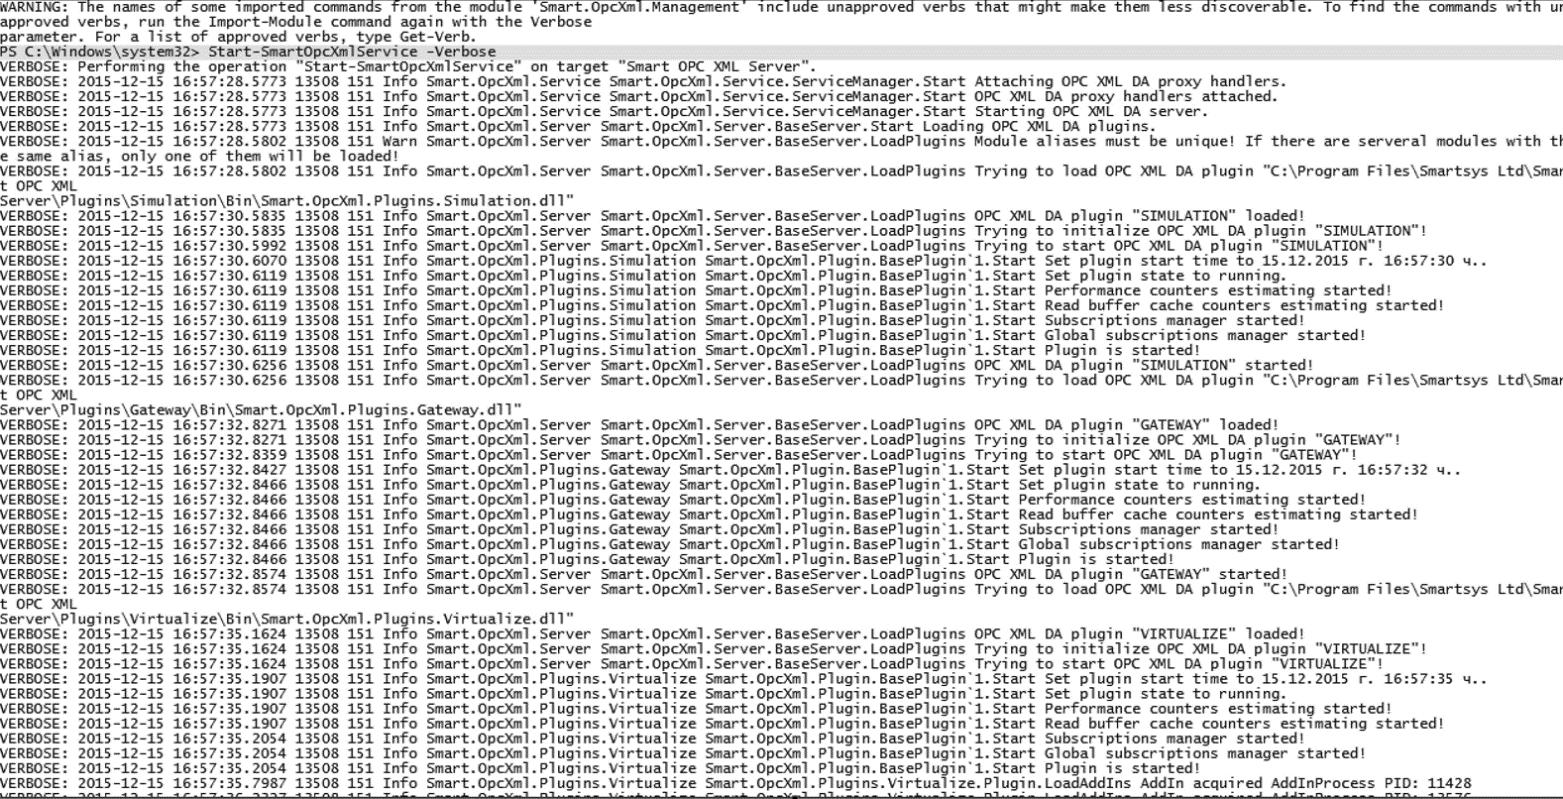 WARNING: The names of some imported commands from the module 'Smart.OpcXml.Management' include unapproved verbs that might make them less discoverable. To find the commands with un
approved verbs, run the Import-Module command again with the Verbose
parameter. For a list of approved verbs, type Get-Verb.
PS C:\Windows\system32> Start-SmartOpcXmlService -Verbose
VERBOSE: Performing the operation "Start-SmartOpcXmlService" on target "Smart OPC XML Server".
VERBOSE: 2015-12-15 16:57:28.5773 13508 151 Info Smart.OpcXml.Service Smart.OpcXml.Service.ServiceManager.Start Attaching OPC XML DA proxy handlers.
VERBOSE: 2015-12-15 16:57:28.5773 13508 151 Info Smart.OpcXml.Service Smart.OpcXml.Service.ServiceManager.Start OPC XML DA proxy handlers attached.
VERBOSE: 2015-12-15 16:57:28.5773 13508 151 Info Smart.OpcXml.Service Smart.OpcXml.Service.ServiceManager.Start Starting OPC XML DA server.
VERBOSE: 2015-12-15 16:57:28.5773 13508 151 Info Smart.OpcXml.Server Smart.OpcXml.Server.BaseServer.Start Loading OPC XML DA plugins.
VERBOSE: 2015-12-15 16:57:28.5802 13508 151 Warn Smart.OpcXml.Server Smart.OpcXml.Server.BaseServer.LoadPlugins Module aliases must be unique! If there are serveral modules with th
e same alias, only one of them will be loaded!
VERBOSE: 2015-12-15 16:57:28.5802 13508 151 Info Smart.OpcXml.Server Smart.OpcXml.Server.BaseServer.LoadPlugins Trying to load OPC XML DA plugin "C:\Program Files\Smartsys Ltd\Smar
t OPC XML
Server\Plugins\Simulation\Bin\Smart.OpcXml.Plugins.Simulation.dll"
VERBOSE: 2015-12-15 16:57:30.5835 13508 151 Info Smart.OpcXml.Server Smart.OpcXml.Server.BaseServer.LoadPlugins OPC XML DA plugin "SIMULATION" loaded!
VERBOSE: 2015-12-15 16:57:30.5835 13508 151 Info Smart.OpcXml.Server Smart.OpcXml.Server.BaseServer.LoadPlugins Trying to initialize OPC XML DA plugin "SIMULATION"!
VERBOSE: 2015-12-15 16:57:30.5992 13508 151 Info Smart.OpcXml.Server Smart.OpcXml.Server.BaseServer.LoadPlugins Trying to start OPC XML DA plugin "SIMULATION"!
VERBOSE: 2015-12-15 16:57:30.6070 13508 151 Info Smart.OpcXml.Plugins.Simulation Smart.OpcXml.Plugin.BasePlugin`1.Start Set plugin start time to 15.12.2015 г. 16:57:30 ч..
VERBOSE: 2015-12-15 16:57:30.6119 13508 151 Info Smart.OpcXml.Plugins.Simulation Smart.OpcXml.Plugin.BasePlugin`1.Start Set plugin state to running.
VERBOSE: 2015-12-15 16:57:30.6119 13508 151 Info Smart.OpcXml.Plugins.Simulation Smart.OpcXml.Plugin.BasePlugin`1.Start Performance counters estimating started!
VERBOSE: 2015-12-15 16:57:30.6119 13508 151 Info Smart.OpcXml.Plugins.Simulation Smart.OpcXml.Plugin.BasePlugin`1.Start Read buffer cache counters estimating started!
VERBOSE: 2015-12-15 16:57:30.6119 13508 151 Info Smart.OpcXml.Plugins.Simulation Smart.OpcXml.Plugin.BasePlugin`1.Start Subscriptions manager started!
VERBOSE: 2015-12-15 16:57:30.6119 13508 151 Info Smart.OpcXml.Plugins.Simulation Smart.OpcXml.Plugin.BasePlugin`1.Start Global subscriptions manager started!
VERBOSE: 2015-12-15 16:57:30.6119 13508 151 Info Smart.OpcXml.Plugins.Simulation Smart.OpcXml.Plugin.BasePlugin`1.Start Plugin is started!
VERBOSE: 2015-12-15 16:57:30.6256 13508 151 Info Smart.OpcXml.Server Smart.OpcXml.Server.BaseServer.LoadPlugins OPC XML DA plugin "SIMULATION" started!
VERBOSE: 2015-12-15 16:57:30.6256 13508 151 Info Smart.OpcXml.Server Smart.OpcXml.Server.BaseServer.LoadPlugins Trying to load OPC XML DA plugin "C:\Program Files\Smartsys Ltd\Smar
t OPC XML
Server\Plugins\Gateway\Bin\Smart.OpcXml.Plugins.Gateway.dll"
VERBOSE: 2015-12-15 16:57:32.8271 13508 151 Info Smart.OpcXml.Server Smart.OpcXml.Server.BaseServer.LoadPlugins OPC XML DA plugin "GATEWAY" loaded!
VERBOSE: 2015-12-15 16:57:32.8271 13508 151 Info Smart.OpcXml.Server Smart.OpcXml.Server.BaseServer.LoadPlugins Trying to initialize OPC XML DA plugin "GATEWAY"!
VERBOSE: 2015-12-15 16:57:32.8359 13508 151 Info Smart.OpcXml.Server Smart.OpcXml.Server.BaseServer.LoadPlugins Trying to start OPC XML DA plugin "GATEWAY"!
VERBOSE: 2015-12-15 16:57:32.8427 13508 151 Info Smart.OpcXml.Plugins.Gateway Smart.OpcXml.Plugin.BasePlugin`1.Start Set plugin start time to 15.12.2015 г. 16:57:32 ч..
VERBOSE: 2015-12-15 16:57:32.8466 13508 151 Info Smart.OpcXml.Plugins.Gateway Smart.OpcXml.Plugin.BasePlugin`1.Start Set plugin state to running.
VERBOSE: 2015-12-15 16:57:32.8466 13508 151 Info Smart.OpcXml.Plugins.Gateway Smart.OpcXml.Plugin.BasePlugin`1.Start Performance counters estimating started!
VERBOSE: 2015-12-15 16:57:32.8466 13508 151 Info Smart.OpcXml.Plugins.Gateway Smart.OpcXml.Plugin.BasePlugin`1.Start Read buffer cache counters estimating started!
VERBOSE: 2015-12-15 16:57:32.8466 13508 151 Info Smart.OpcXml.Plugins.Gateway Smart.OpcXml.Plugin.BasePlugin`1.Start Subscriptions manager started!
VERBOSE: 2015-12-15 16:57:32.8466 13508 151 Info Smart.OpcXml.Plugins.Gateway Smart.OpcXml.Plugin.BasePlugin`1.Start Global subscriptions manager started!
VERBOSE: 2015-12-15 16:57:32.8466 13508 151 Info Smart.OpcXml.Plugins.Gateway Smart.OpcXml.Plugin.BasePlugin`1.Start Plugin is started!
VERBOSE: 2015-12-15 16:57:32.8574 13508 151 Info Smart.OpcXml.Server Smart.OpcXml.Server.BaseServer.LoadPlugins OPC XML DA plugin "GATEWAY" started!
VERBOSE: 2015-12-15 16:57:32.8574 13508 151 Info Smart.OpcXml.Server Smart.OpcXml.Server.BaseServer.LoadPlugins Trying to load OPC XML DA plugin "C:\Program Files\Smartsys Ltd\Smar
t OPC XML
Server\Plugins\Virtualize\Bin\Smart.OpcXml.Plugins.Virtualize.dll"
VERBOSE: 2015-12-15 16:57:35.1624 13508 151 Info Smart.OpcXml.Server Smart.OpcXml.Server.BaseServer.LoadPlugins OPC XML DA plugin "VIRTUALIZE" loaded!
VERBOSE: 2015-12-15 16:57:35.1624 13508 151 Info Smart.OpcXml.Server Smart.OpcXml.Server.BaseServer.LoadPlugins Trying to initialize OPC XML DA plugin "VIRTUALIZE"!
VERBOSE: 2015-12-15 16:57:35.1624 13508 151 Info Smart.OpcXml.Server Smart.OpcXml.Server.BaseServer.LoadPlugins Trying to start OPC XML DA plugin "VIRTUALIZE"!
VERBOSE: 2015-12-15 16:57:35.1907 13508 151 Info Smart.OpcXml.Plugins.Virtualize Smart.OpcXml.Plugin.BasePlugin`1.Start Set plugin start time to 15.12.2015 г. 16:57:35 ч..
VERBOSE: 2015-12-15 16:57:35.1907 13508 151 Info Smart.OpcXml.Plugins.Virtualize Smart.OpcXml.Plugin.BasePlugin`1.Start Set plugin state to running.
VERBOSE: 2015-12-15 16:57:35.1907 13508 151 Info Smart.OpcXml.Plugins.Virtualize Smart.OpcXml.Plugin.BasePlugin`1.Start Performance counters estimating started!
VERBOSE: 2015-12-15 16:57:35.1907 13508 151 Info Smart.OpcXml.Plugins.Virtualize Smart.OpcXml.Plugin.BasePlugin`1.Start Read buffer cache counters estimating started!
VERBOSE: 2015-12-15 16:57:35.2054 13508 151 Info Smart.OpcXml.Plugins.Virtualize Smart.OpcXml.Plugin.BasePlugin`1.Start Subscriptions manager started!
VERBOSE: 2015-12-15 16:57:35.2054 13508 151 Info Smart.OpcXml.Plugins.Virtualize Smart.OpcXml.Plugin.BasePlugin`1.Start Global subscriptions manager started!
VERBOSE: 2015-12-15 16:57:35.2054 13508 151 Info Smart.OpcXml.Plugins.Virtualize Smart.OpcXml.Plugin.BasePlugin`1.Start Plugin is started!
VERBOSE: 2015-12-15 16:57:35.7987 13508 151 Info Smart.OpcXml.Plugins.Virtualize Smart.OpcXml.Plugins.Virtualize.Plugin.LoadAddIns AddIn acquired AddInProcess PID: 11428